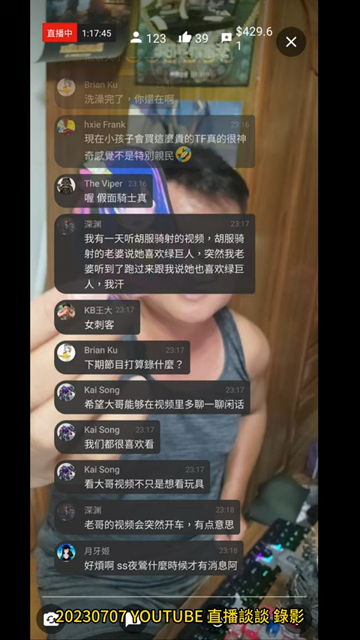 直播中
1:17:45
123
39
$429.6
1
Brian Ku
洗澡完了，你還在啊
hxie Frank 23:16
現在小孩子會買這麼貴的TF真的很神
奇感覺不是特別親民🤣
The Viper 23:16
喔 假面騎士真
深渊 23:17
我有一天听胡服骑射的视频，胡服骑
射的老婆说她喜欢绿巨人，突然我老
婆听到了跑过来跟我说她也喜欢绿巨
人，我汗
KB王大 23:17
女刺客
Brian Ku 23:17
下期節目打算錄什麼？
Kai Song 23:17
希望大哥能够在视频里多聊一聊闲话
Kai Song 23:17
我们都很喜欢看
Kai Song 23:17
看大哥视频不只是想看玩具
深渊 23:18
老哥的视频会突然开车，有点意思
月牙姬 23:18
好煩啊 ss夜鶯什麼時候才有消息阿
20230707 YOUTUBE 直播談談 錄影